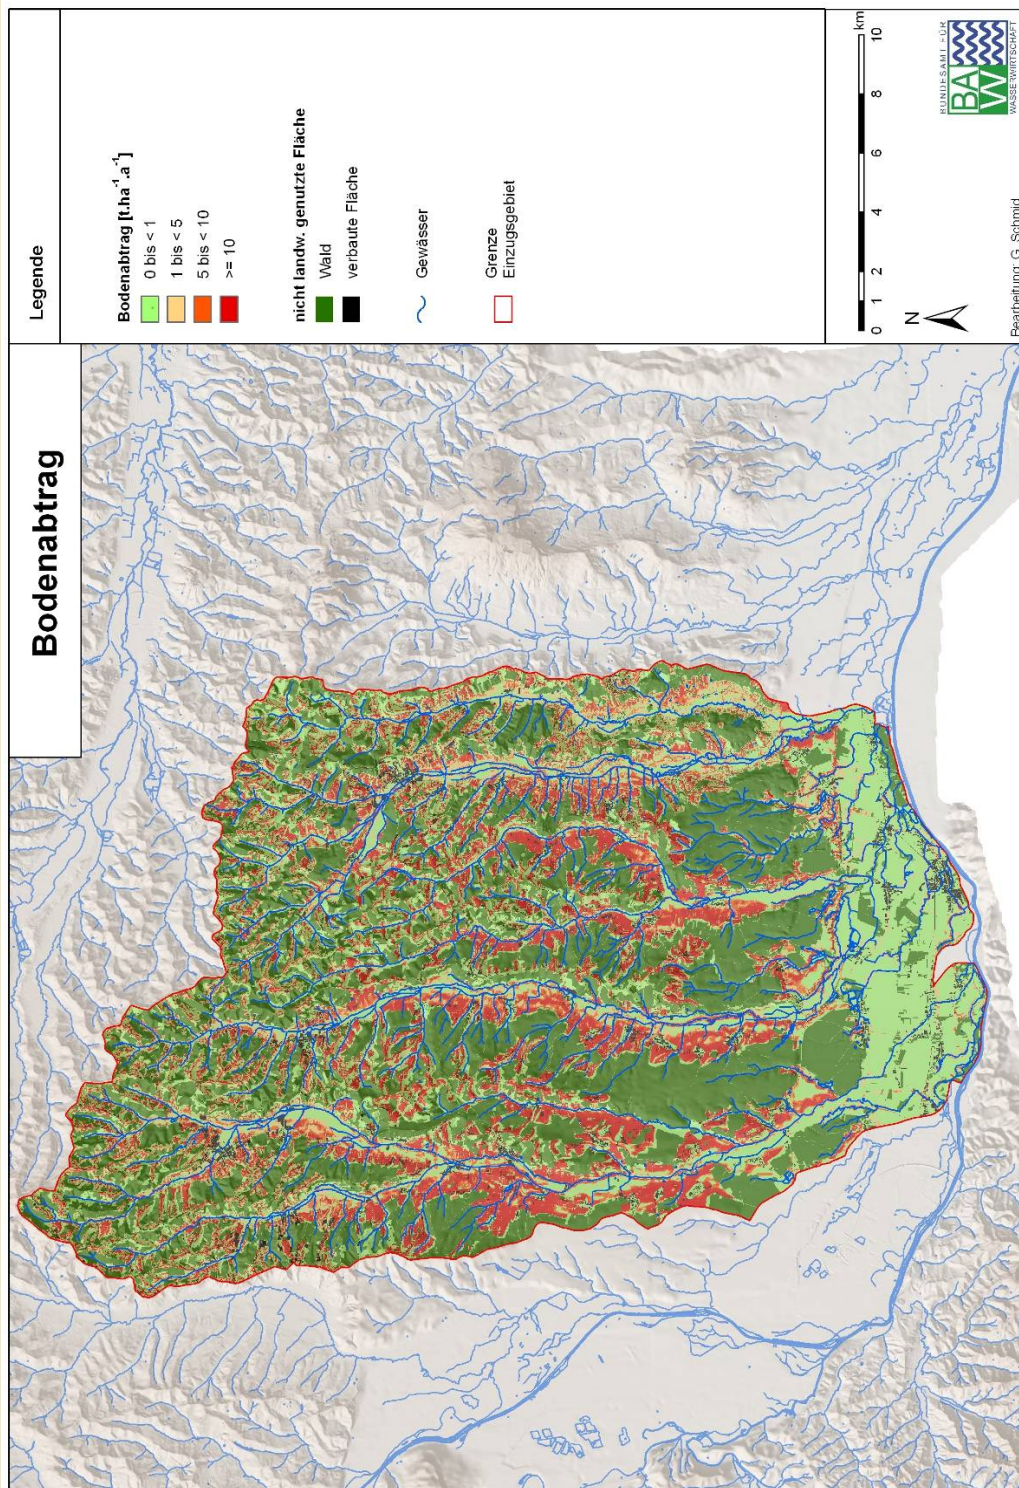 Bodenabtrag
Legende
Bodenabtrag [t.ha⁻¹.a⁻¹]
0 bis < 1
1 bis < 5
5 bis < 10
>= 10
nicht landw. genutzte Fläche
Wald
verbaute Fläche
Gewässer
Grenze
Einzugsgebiet
0 1 2 4 6 8 10
km
N
BUNDESAMT FÜR
BAW
WASSERWIRTSCHAFT
Bearbeitung: G. Schmid